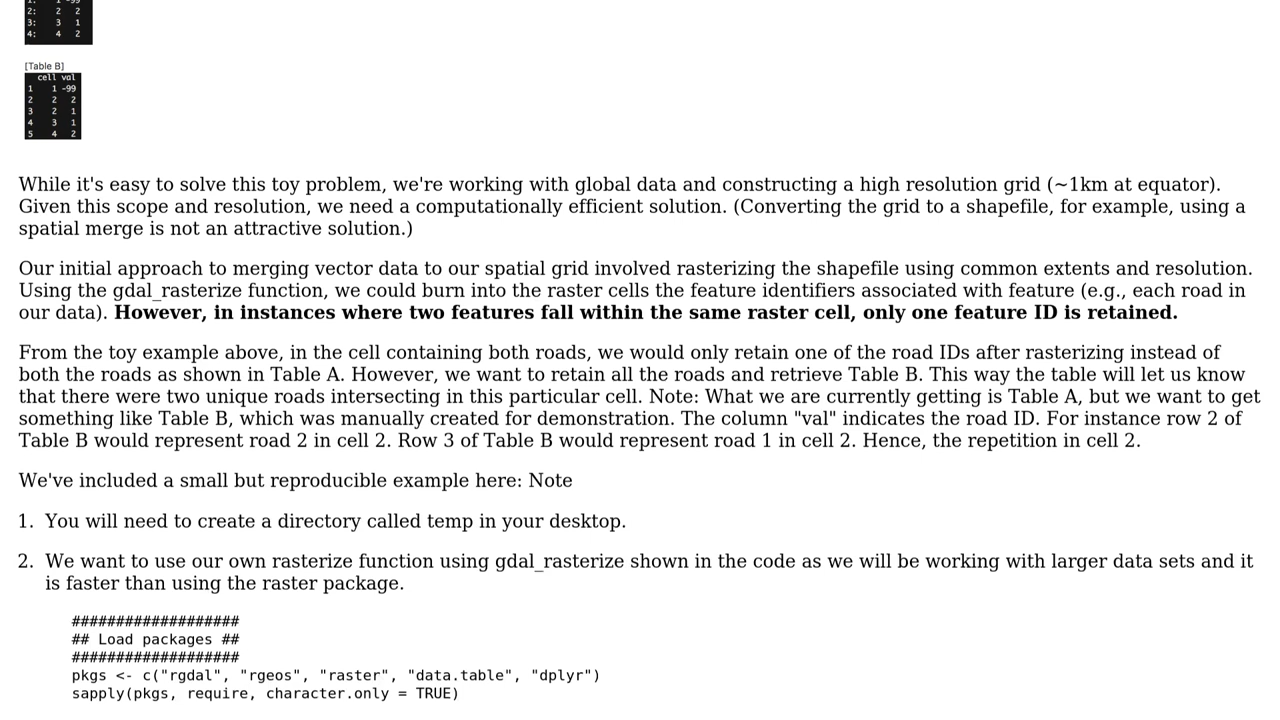 1: 1 -99
2: 2 2
3: 3 1
4: 4 2
[Table B]
cell val
1 1 -99
2 2 2
3 2 1
4 3 1
5 4 2
While it's easy to solve this toy problem, we're working with global data and constructing a high resolution grid (~1km at equator).
Given this scope and resolution, we need a computationally efficient solution. (Converting the grid to a shapefile, for example, using a
spatial merge is not an attractive solution.)
Our initial approach to merging vector data to our spatial grid involved rasterizing the shapefile using common extents and resolution.
Using the gdal_rasterize function, we could burn into the raster cells the feature identifiers associated with feature (e.g., each road in
our data). However, in instances where two features fall within the same raster cell, only one feature ID is retained.
From the toy example above, in the cell containing both roads, we would only retain one of the road IDs after rasterizing instead of
both the roads as shown in Table A. However, we want to retain all the roads and retrieve Table B. This way the table will let us know
that there were two unique roads intersecting in this particular cell. Note: What we are currently getting is Table A, but we want to get
something like Table B, which was manually created for demonstration. The column "val" indicates the road ID. For instance row 2 of
Table B would represent road 2 in cell 2. Row 3 of Table B would represent road 1 in cell 2. Hence, the repetition in cell 2.
We've included a small but reproducible example here: Note
1. You will need to create a directory called temp in your desktop.
2. We want to use our own rasterize function using gdal_rasterize shown in the code as we will be working with larger data sets and it
is faster than using the raster package.
###################
## Load packages ##
###################
pkgs <- c("rgdal", "rgeos", "raster", "data.table", "dplyr")
sapply(pkgs, require, character.only = TRUE)